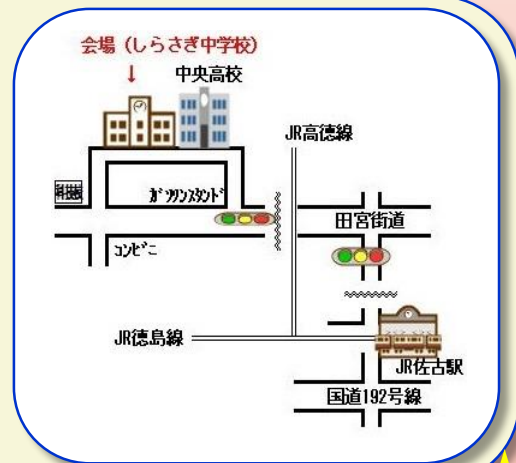 会場（しらさぎ中学校）
↓
中央高校
JR高徳線
ｶﾞｿﾘﾝｽﾀﾝﾄﾞ
田宮街道
ｺﾝﾋﾞﾆ
JR徳島線
JR佐古駅
国道192号線